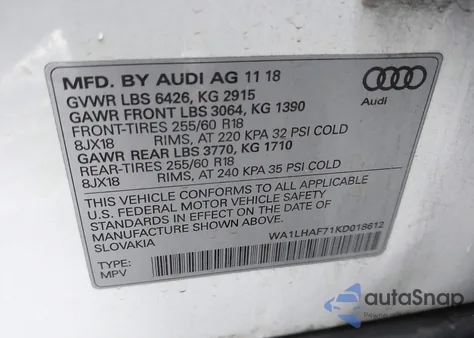 MFD. BY AUDI AG 11 18
GVWR LBS 6426, KG 2915
GAWR FRONT LBS 3064, KG 1390
FRONT-TIRES 255/60 R18
8JX18 RIMS, AT 220 KPA 32 PSI COLD
GAWR REAR LBS 3770, KG 1710
REAR-TIRES 255/60 R18
8JX18 RIMS, AT 240 KPA 35 PSI COLD
THIS VEHICLE CONFORMS TO ALL APPLICABLE
U.S. FEDERAL MOTOR VEHICLE SAFETY
STANDARDS IN EFFECT ON THE DATE OF
MANUFACTURE SHOWN ABOVE.
SLOVAKIA
WA1LHAF71KD018612
TYPE:
MPV
Audi
autoSnap